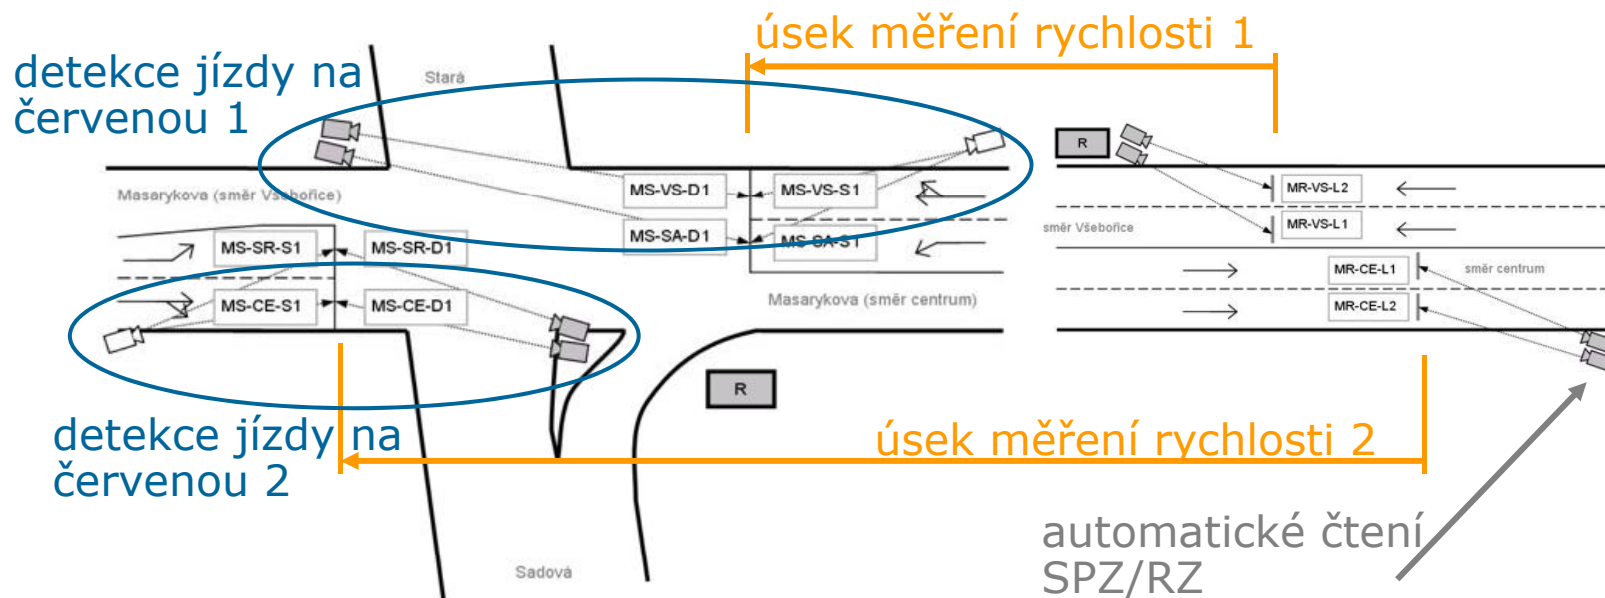 úsek měření rychlosti 1
detekce jízdy na
červenou 1
Stará
R
Masarykova (směr Všebořice)
MS-VS-D1
MS-VS-S1
MR-VS-L2
MS-SA-D1
MS-SA-S1
směr Všebořice
MR-VS-L1
MS-SR-S1
MS-SR-D1
MR-CE-L1
směr centrum
MS-CE-S1
MS-CE-D1
Masarykova (směr centrum)
MR-CE-L2
R
detekce jízdy na
červenou 2
úsek měření rychlosti 2
automatické čtení
SPZ/RZ
Sadová